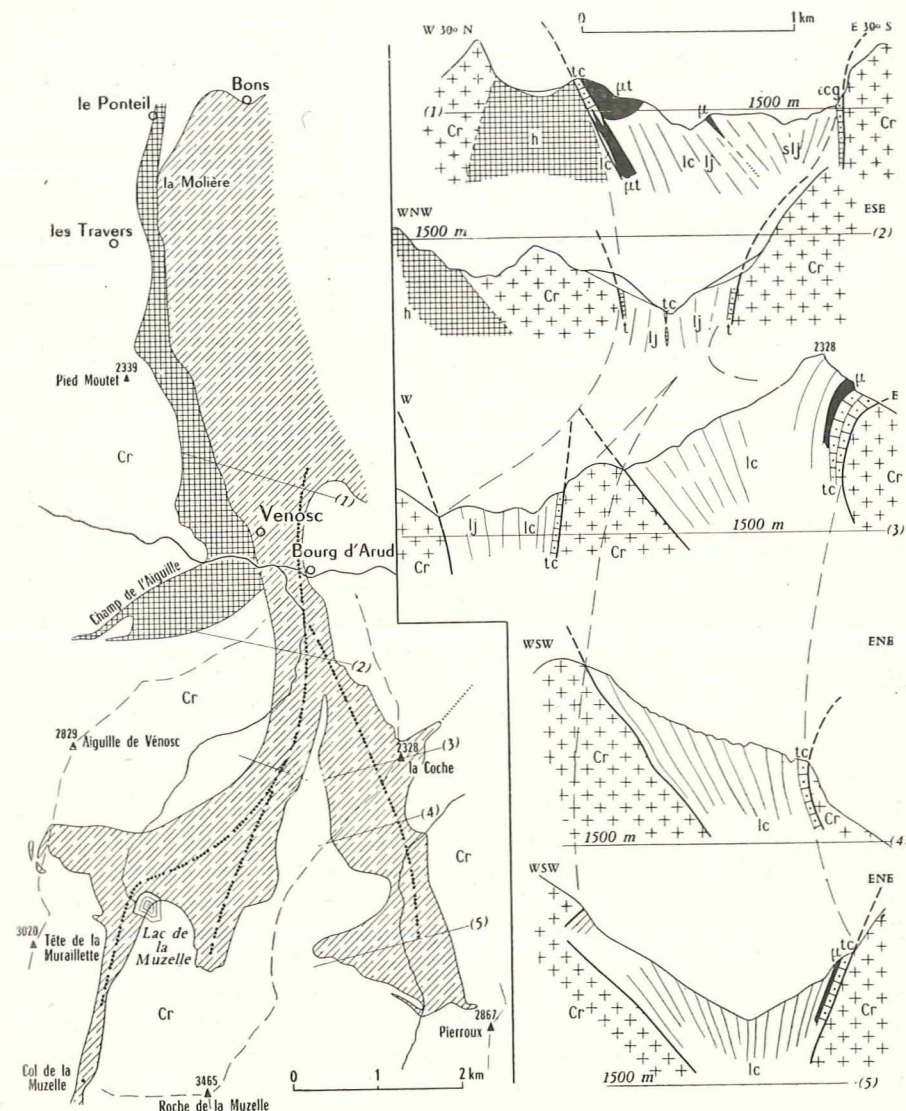 Bons
le Ponteil
la Molière
les Travers
2339
Pied Moutet
Cr
(1)
Venosc
Bourg d'Arud
Champ de l'Aiguille
(2)
Cr
2829
Aiguille de Vénosc
(3)
2328
la Coche
(4)
Cr
(5)
3020
Tête de la
Muraillette
Lac de
la
Muzelle
Cr
2867
Pierroux
Col de la
Muzelle
3465
Roche de la Muzelle
0 1 2 km
0 1 km
W 30° N
E 30° S
tc
μt
μ
1500 m
(1)
Cr
h
lc
μt
lc
lj
slj
Cr
WNW
ESE
1500 m
(2)
h
Cr
t
lj
tc
lj
t
Cr
2328
W
μ
E
lc
tc
Cr
lj
lc
1500 m
(3)
Cr
tc
Cr
WSW
ENE
Cr
tc
lc
Cr
1500 m
(4)
WSW
ENE
μ
tc
Cr
Cr
lc
1500 m
(5)